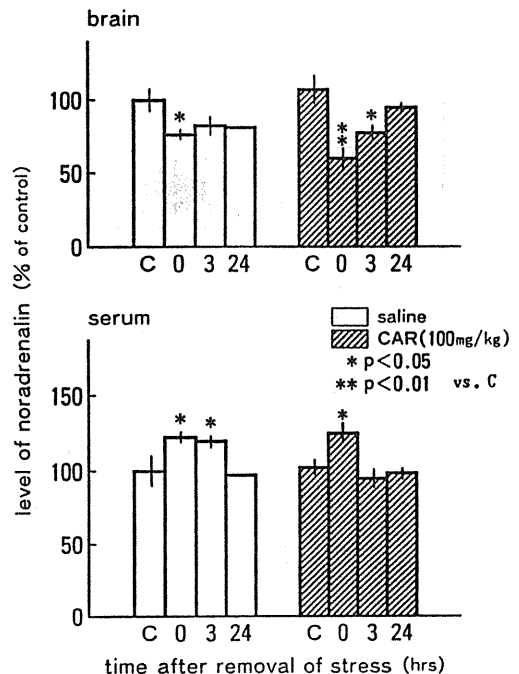 brain
100
50
0
*
** *
C 0 3 24 C 0 3 24
level of noradrenalin (% of control)
serum
saline
CAR(100mg/kg)
* p<0.05
** p<0.01 vs. C
150
100
50
0
* *
*
C 0 3 24 C 0 3 24
time after removal of stress (hrs)